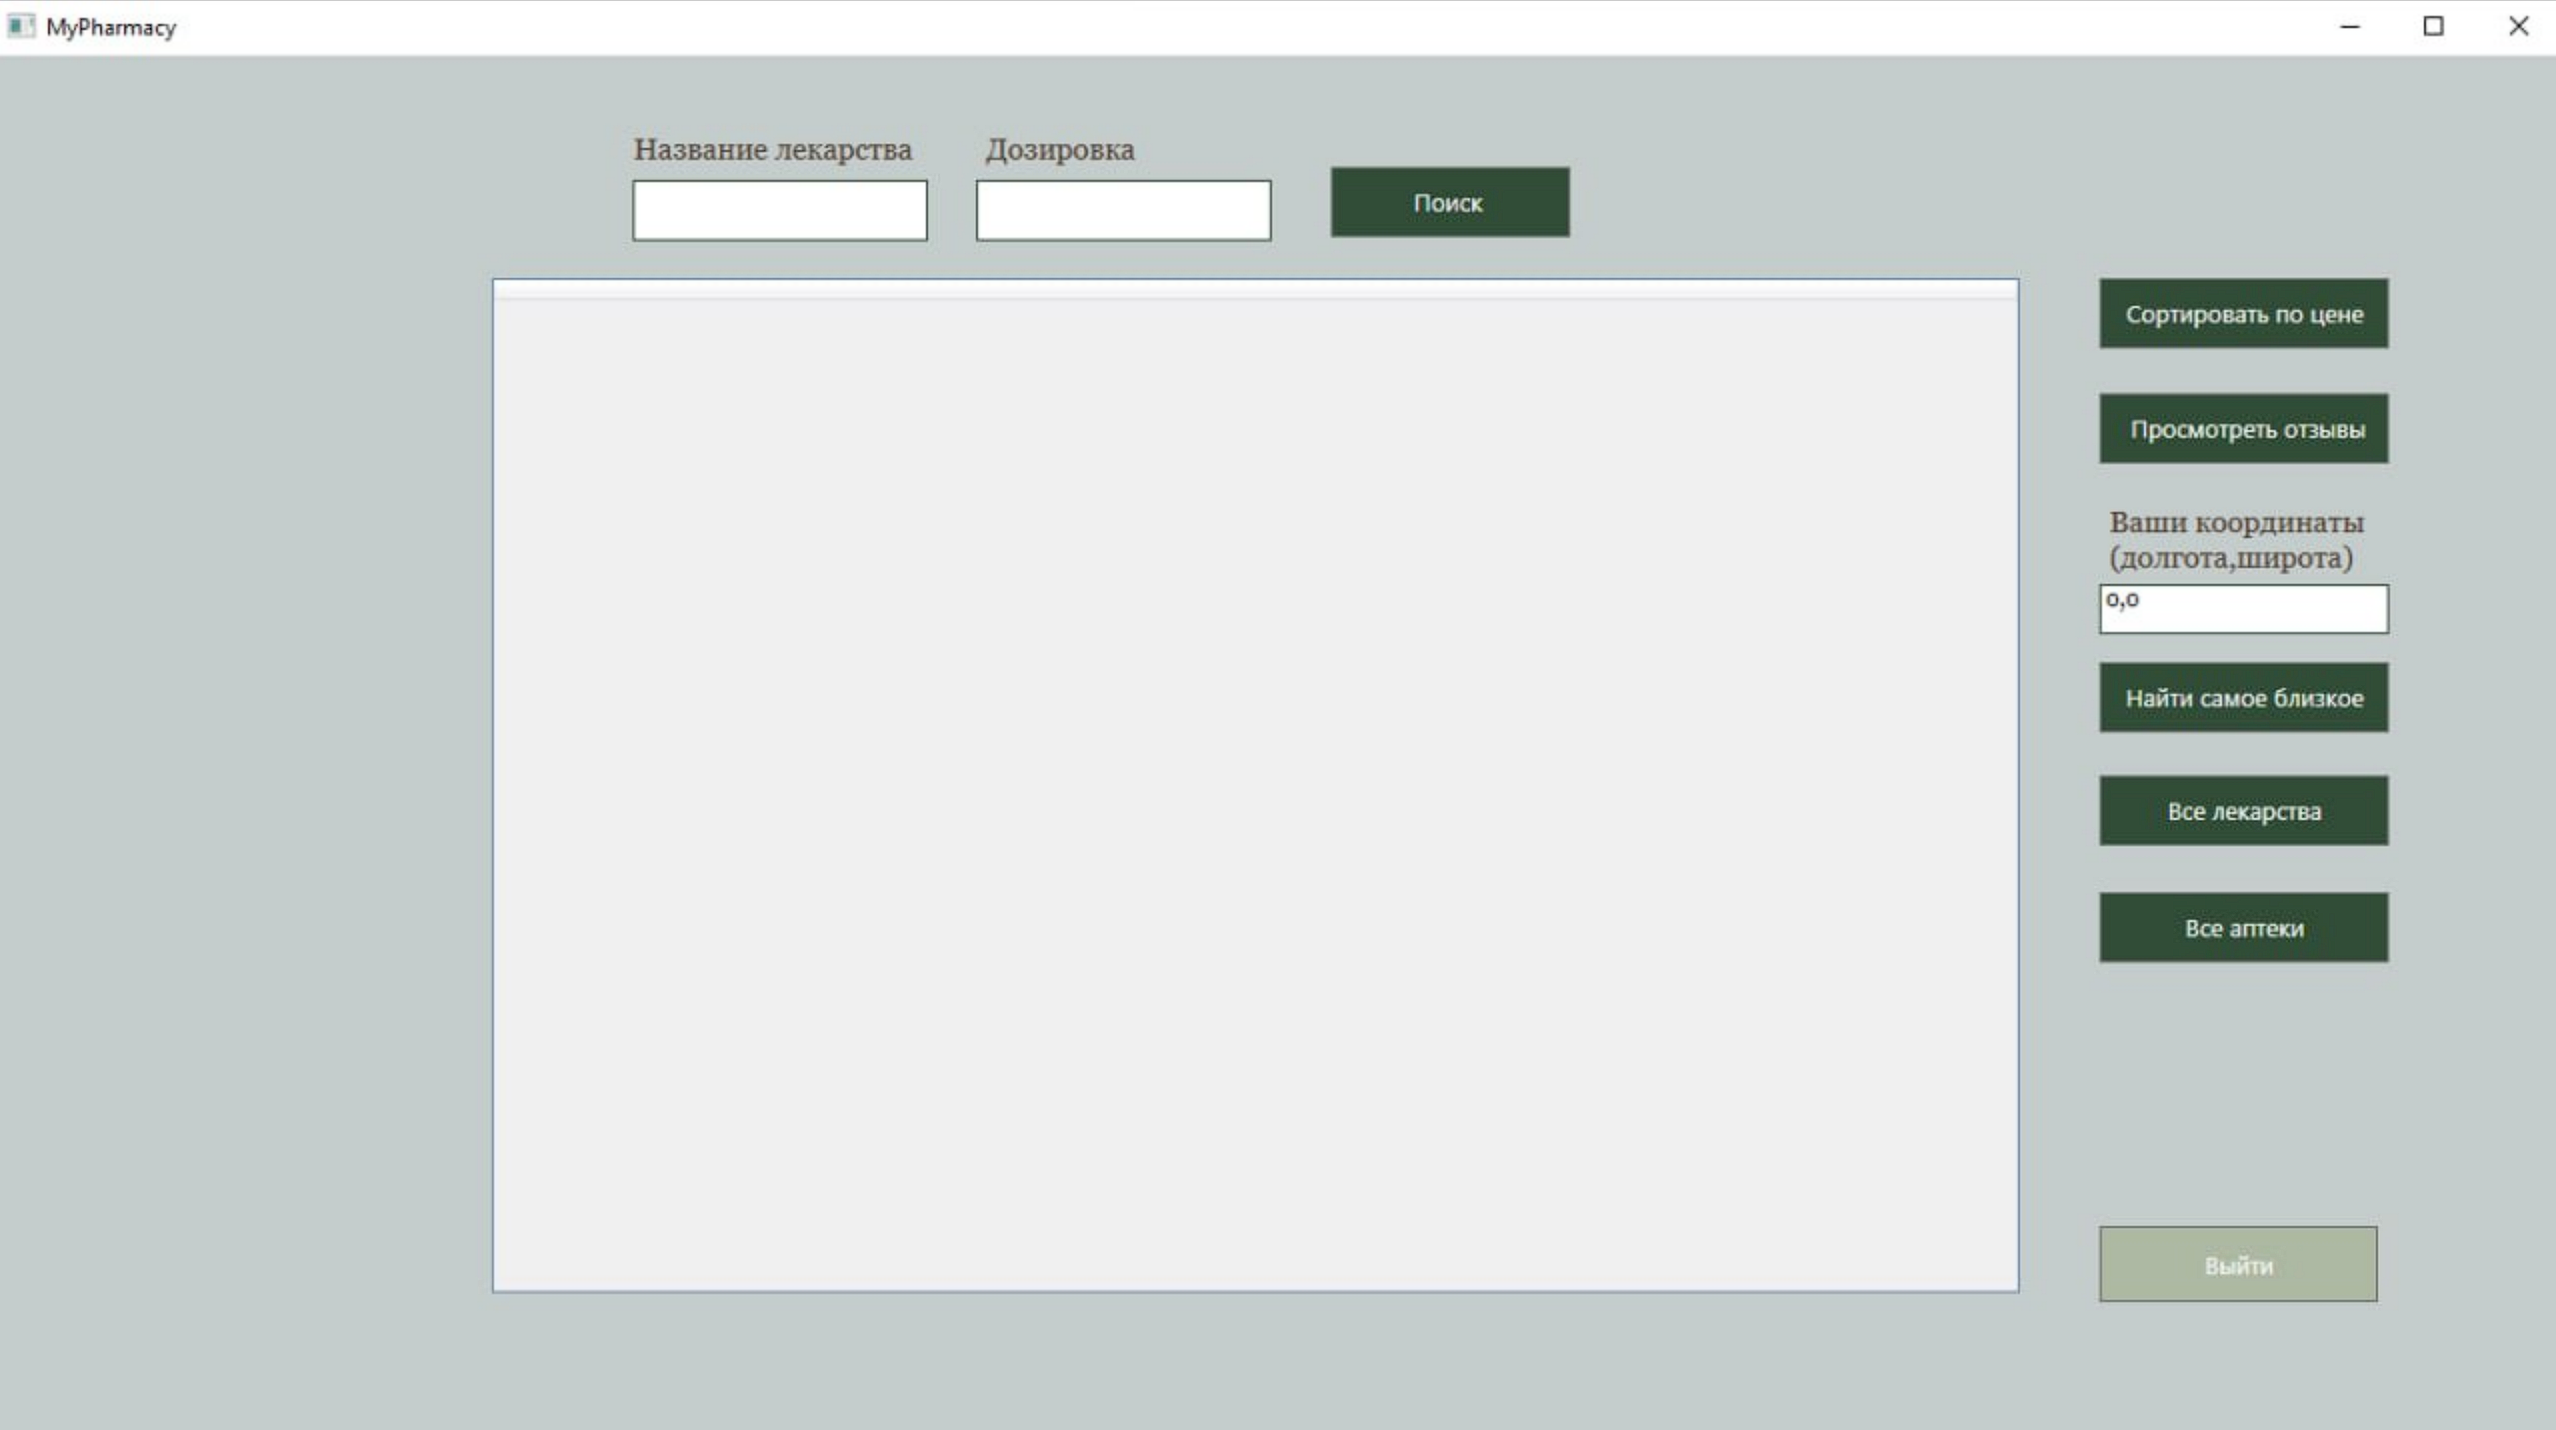 MyPharmacy
Название лекарства
Дозировка
Поиск
Сортировать по цене
Просмотреть отзывы
Ваши координаты
(долгота,широта)
0,0
Найти самое близкое
Все лекарства
Все аптеки
Выйти